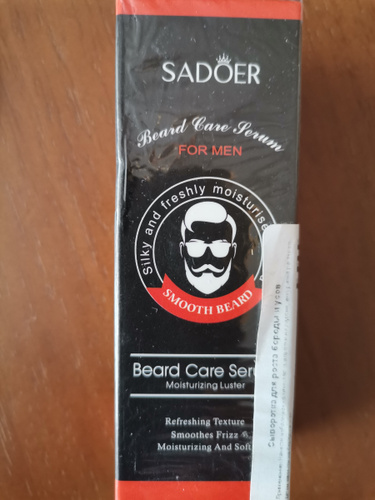 SADOER
Beard Care Serum
FOR MEN
Silky and freshly moisturise
SMOOTH BEARD
Beard Care Ser
Moisturizing Luster
Refreshing Texture
Smoothes Frizz &
Moisturizing And Soft
Сыворотка для роста бороды и усов